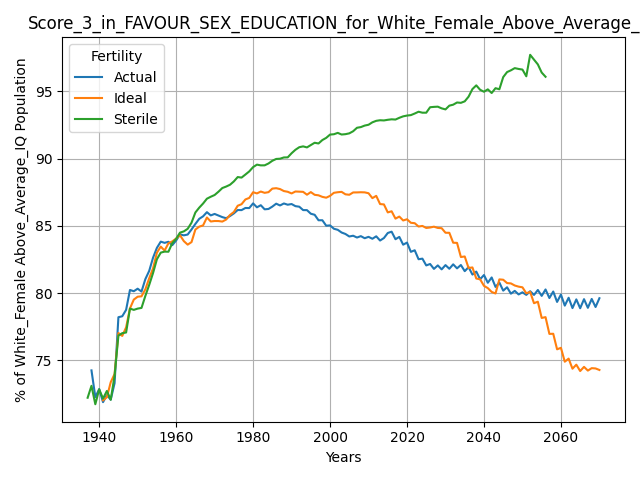 Score_3_in_FAVOUR_SEX_EDUCATION_for_White_Female_Above_Average_
Fertility
Actual
Ideal
Sterile
% of White_Female Above_Average_IQ Population
95
90
85
80
75
1940 1960 1980 2000 2020 2040 2060
Years